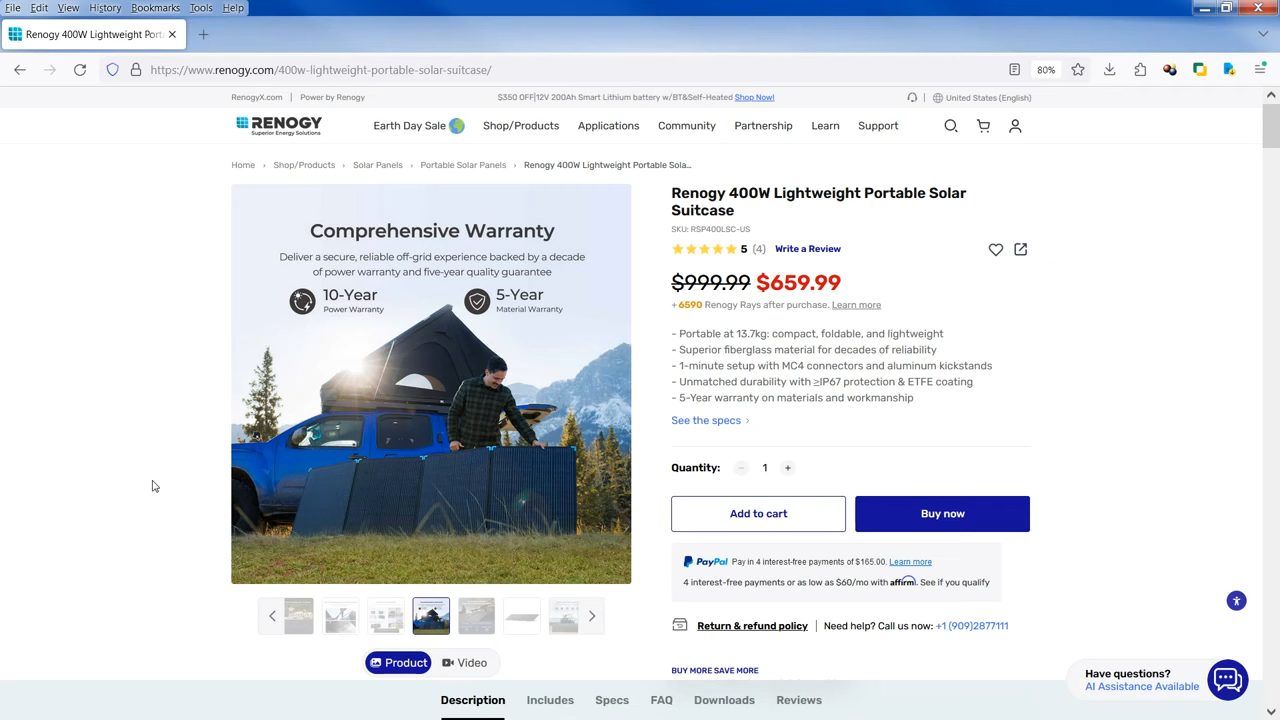 File Edit View History Bookmarks Tools Help
Renogy 400W Lightweight Porta
https://www.renogy.com/400w-lightweight-portable-solar-suitcase/
80%
RenogyX.com | Power by Renogy
$350 OFF|12V 200Ah Smart Lithium battery w/BT&Self-Heated Shop Now!
United States (English)
RENOGY
Superior Energy Solutions
Earth Day Sale
Shop/Products
Applications
Community
Partnership
Learn
Support
Home › Shop/Products › Solar Panels › Portable Solar Panels › Renogy 400W Lightweight Portable Sola...
Comprehensive Warranty
Deliver a secure, reliable off-grid experience backed by a decade
of power warranty and five-year quality guarantee
10-Year
Power Warranty
5-Year
Material Warranty
Product
Video
Renogy 400W Lightweight Portable Solar
Suitcase
SKU: RSP400LSC-US
5 (4) Write a Review
$999.99 $659.99
+6590 Renogy Rays after purchase. Learn more
- Portable at 13.7kg: compact, foldable, and lightweight
- Superior fiberglass material for decades of reliability
- 1-minute setup with MC4 connectors and aluminum kickstands
- Unmatched durability with ≥IP67 protection & ETFE coating
- 5-Year warranty on materials and workmanship
See the specs ›
Quantity: − 1 +
Add to cart
Buy now
PayPal Pay in 4 interest-free payments of $165.00. Learn more
4 interest-free payments or as low as $60/mo with affirm. See if you qualify
Return & refund policy | Need help? Call us now: +1 (909)2877111
BUY MORE SAVE MORE
Have questions?
AI Assistance Available
Description
Includes
Specs
FAQ
Downloads
Reviews